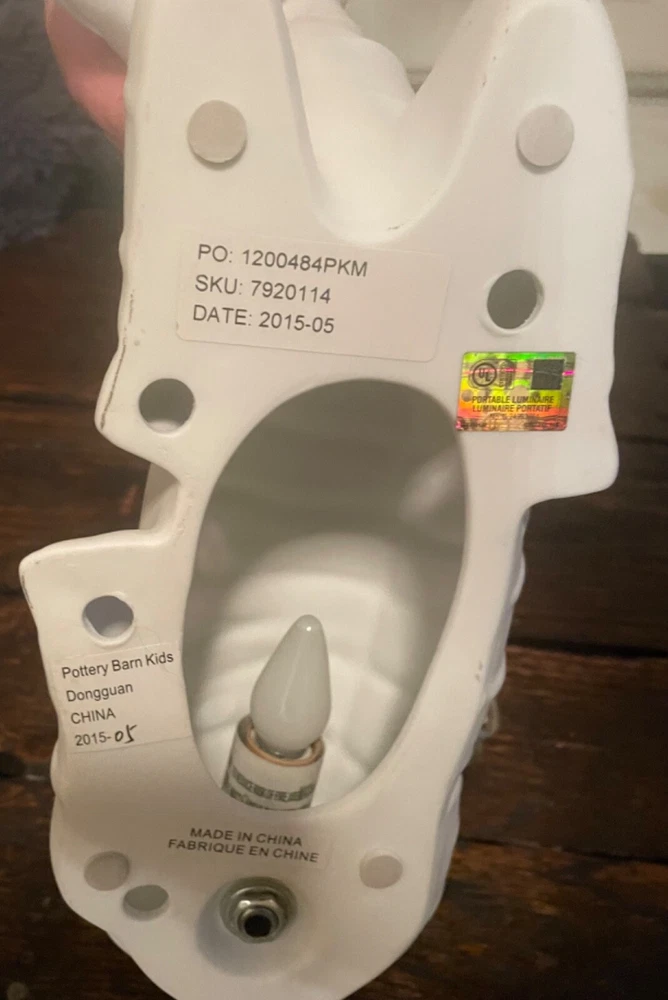 PO: 1200484PKM
SKU: 7920114
DATE: 2015-05
UL
PORTABLE LUMINAIRE
LUMINAIRE PORTATIF
Pottery Barn Kids
Dongguan
CHINA
2015-05
MADE IN CHINA
FABRIQUE EN CHINE